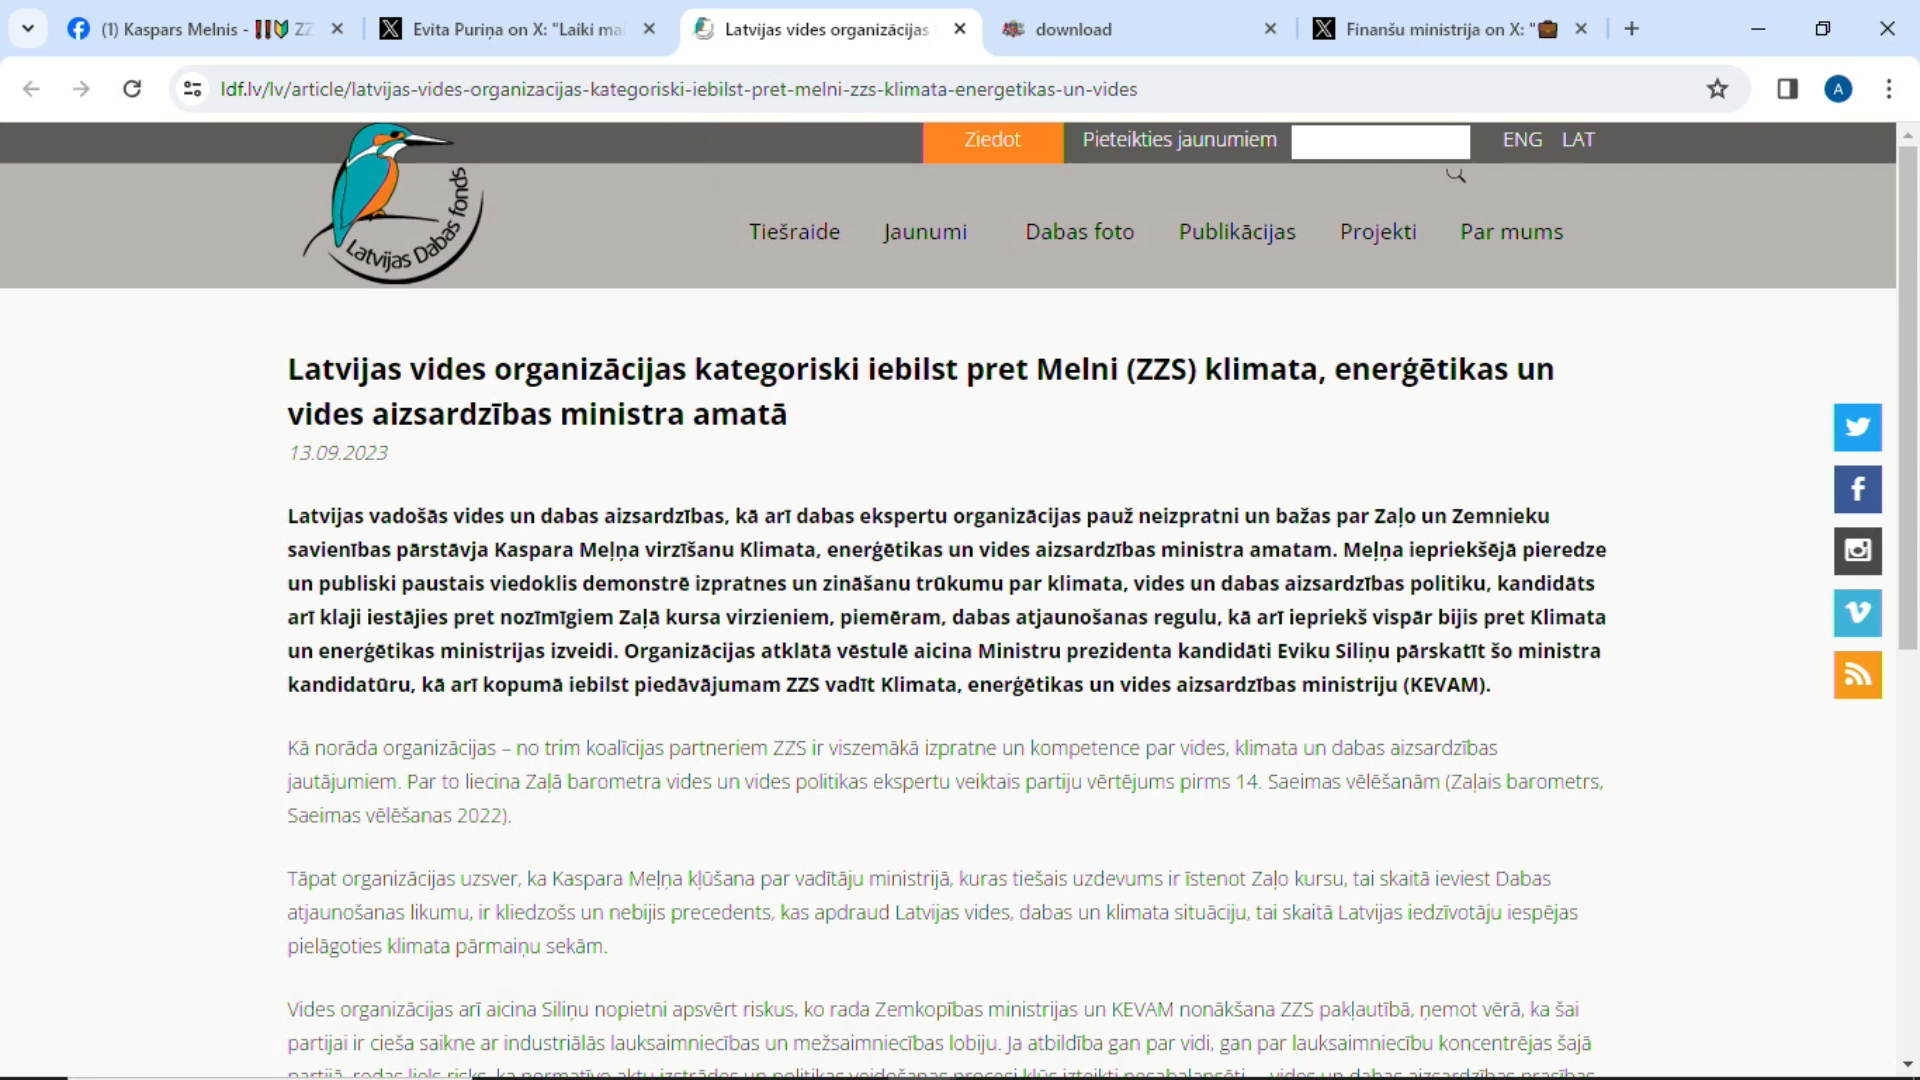 (1) Kaspars Melnis - ZZ
Evita Puriņa on X: "Laiki mai
Latvijas vides organizācijas
download
Finanšu ministrija on X: "
ldf.lv/lv/article/latvijas-vides-organizacijas-kategoriski-iebilst-pret-melni-zzs-klimata-energetikas-un-vides
A
Ziedot
Pieteikties jaunumiem
ENG LAT
Latvijas Dabas fonds
Tiešraide Jaunumi Dabas foto Publikācijas Projekti Par mums
Latvijas vides organizācijas kategoriski iebilst pret Melni (ZZS) klimata, enerģētikas un
vides aizsardzības ministra amatā
13.09.2023
Latvijas vadošās vides un dabas aizsardzības, kā arī dabas ekspertu organizācijas pauž neizpratni un bažas par Zaļo un Zemnieku
savienības pārstāvja Kaspara Meļņa virzīšanu Klimata, enerģētikas un vides aizsardzības ministra amatam. Meļņa iepriekšējā pieredze
un publiski paustais viedoklis demonstrē izpratnes un zināšanu trūkumu par klimata, vides un dabas aizsardzības politiku, kandidāts
arī klaji iestājies pret nozīmīgiem Zaļā kursa virzieniem, piemēram, dabas atjaunošanas regulu, kā arī iepriekš vispār bijis pret Klimata
un enerģētikas ministrijas izveidi. Organizācijas atklātā vēstulē aicina Ministru prezidenta kandidāti Eviku Siliņu pārskatīt šo ministra
kandidatūru, kā arī kopumā iebilst piedāvājumam ZZS vadīt Klimata, enerģētikas un vides aizsardzības ministriju (KEVAM).
Kā norāda organizācijas – no trim koalīcijas partneriem ZZS ir viszemākā izpratne un kompetence par vides, klimata un dabas aizsardzības
jautājumiem. Par to liecina Zaļā barometra vides un vides politikas ekspertu veiktais partiju vērtējums pirms 14. Saeimas vēlēšanām (Zaļais barometrs,
Saeimas vēlēšanas 2022).
Tāpat organizācijas uzsver, ka Kaspara Meļņa kļūšana par vadītāju ministrijā, kuras tiešais uzdevums ir īstenot Zaļo kursu, tai skaitā ieviest Dabas
atjaunošanas likumu, ir kliedzošs un nebijis precedents, kas apdraud Latvijas vides, dabas un klimata situāciju, tai skaitā Latvijas iedzīvotāju iespējas
pielāgoties klimata pārmaiņu sekām.
Vides organizācijas arī aicina Siliņu nopietni apsvērt riskus, ko rada Zemkopības ministrijas un KEVAM nonākšana ZZS pakļautībā, ņemot vērā, ka šai
partijai ir cieša saikne ar industriālās lauksaimniecības un mežsaimniecības lobiju. Ja atbildība gan par vidi, gan par lauksaimniecību koncentrējas šajā